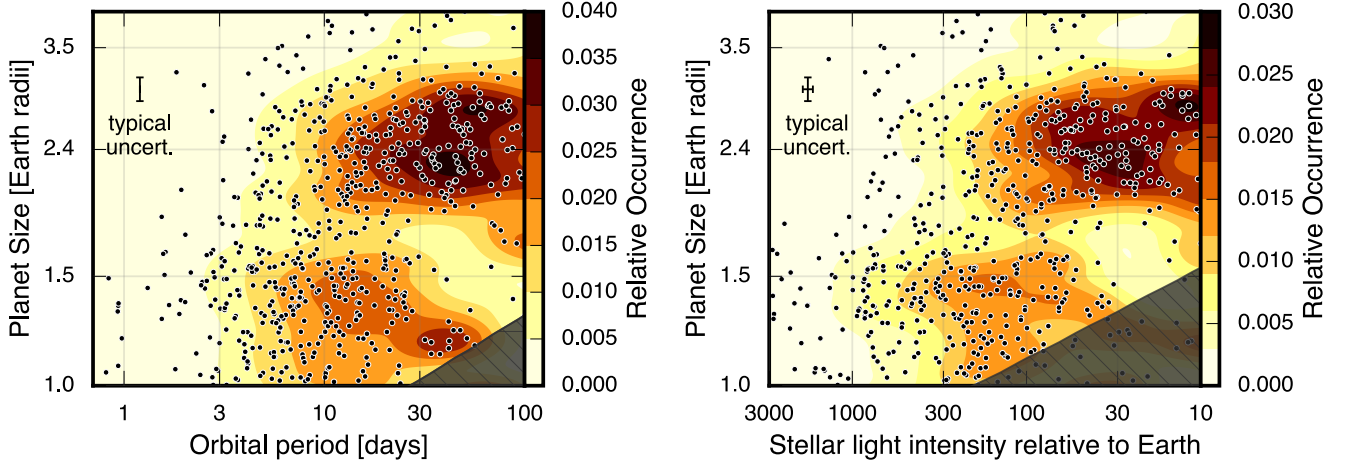 Planet Size [Earth radii]
3.5
2.4
1.5
1.0
typical
uncert.
1 3 10 30 100
Orbital period [days]
0.040
0.035
0.030
0.025
0.020
0.015
0.010
0.005
0.000
Relative Occurrence
Planet Size [Earth radii]
3.5
2.4
1.5
1.0
typical
uncert.
3000 1000 300 100 30 10
Stellar light intensity relative to Earth
0.030
0.025
0.020
0.015
0.010
0.005
0.000
Relative Occurrence